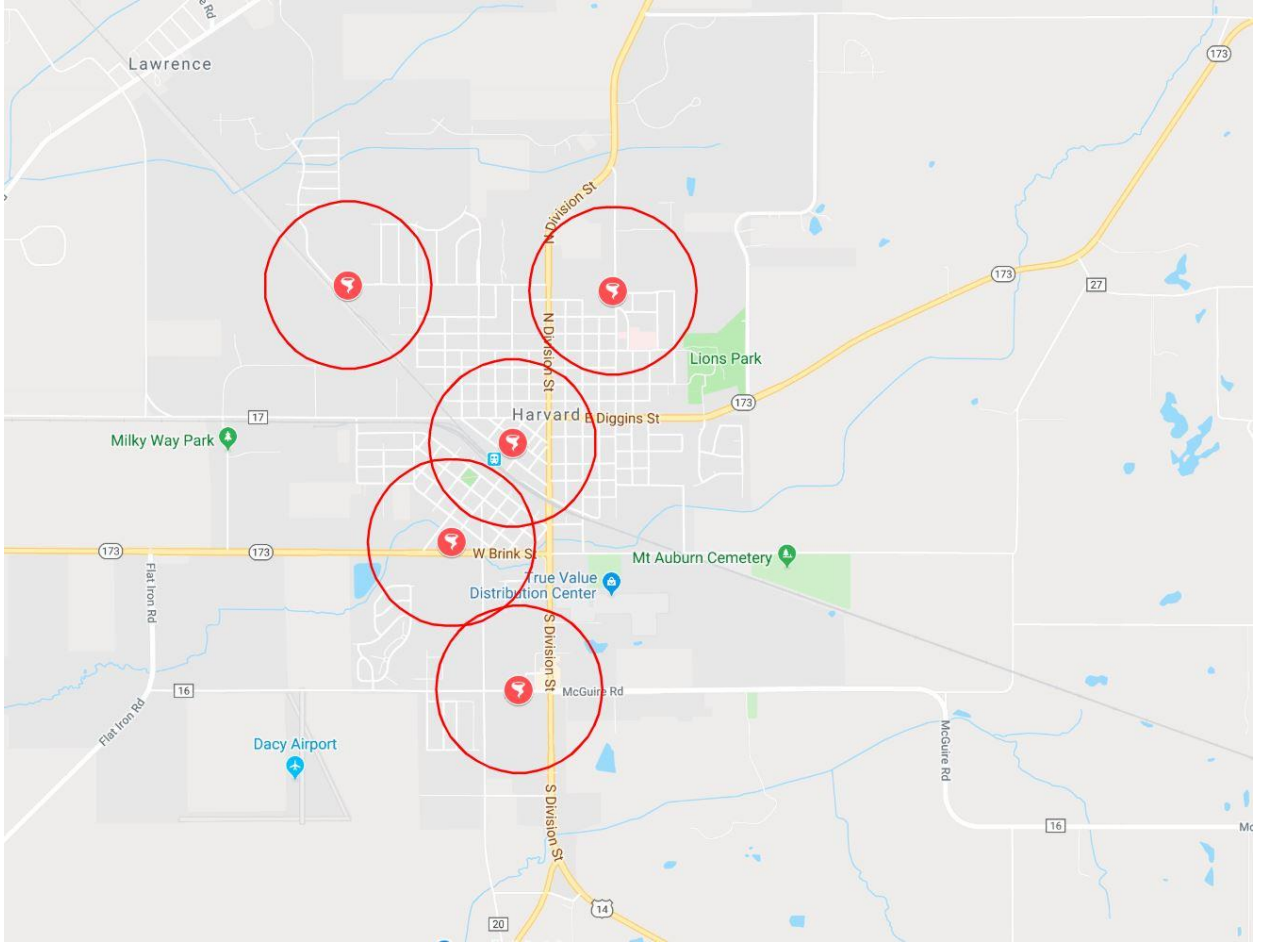 e Rd
Lawrence
173
N Division St
173
27
N Division St
Lions Park
173
17
Harvard
E Diggins St
Milky Way Park
173
173
W Brink St
Mt Auburn Cemetery
True Value
Distribution Center
Flat Iron Rd
S Division St
16
McGuire Rd
Flat Iron Rd
McGuire Rd
Dacy Airport
S Division St
16
Mc
14
20